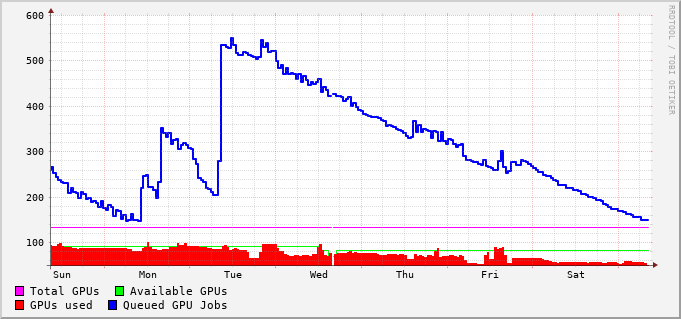 600
500
400
300
200
100
Sun Mon Tue Wed Thu Fri Sat
Total GPUs Available GPUs
GPUs used Queued GPU Jobs
RRDTOOL / TOBI OETIKER